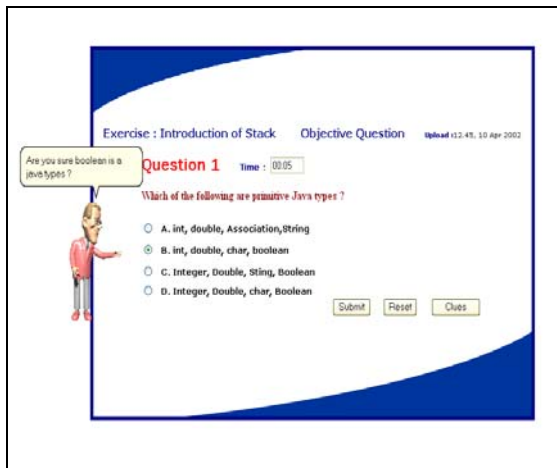 Exercise : Introduction of Stack Objective Question Upload :12.45, 10 Apr 2002
Are you sure boolean is a
java types ?
Question 1 Time : 00:05
Which of the following are primitive Java types ?
A. int, double, Association,String
B. int, double, char, boolean
C. Integer, Double, Sting, Boolean
D. Integer, Double, char, Boolean
Submit Reset Clues